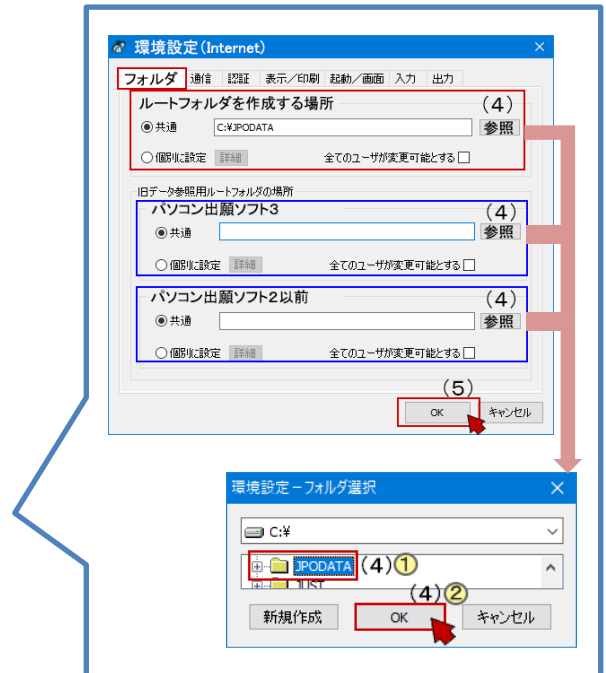 環境設定(Internet)
フォルダ 通信 認証 表示/印刷 起動/画面 入力 出力
ルートフォルダを作成する場所 (4)
共通 C:¥JPODATA 参照
個別に設定 詳細 全てのユーザが変更可能とする
旧データ参照用ルートフォルダの場所
パソコン出願ソフト3 (4)
共通 参照
個別に設定 詳細 全てのユーザが変更可能とする
パソコン出願ソフト2以前 (4)
共通 参照
個別に設定 詳細 全てのユーザが変更可能とする
(5)
OK キャンセル
環境設定-フォルダ選択
C:¥
JPODATA (4)①
JUST
(4)②
新規作成 OK キャンセル